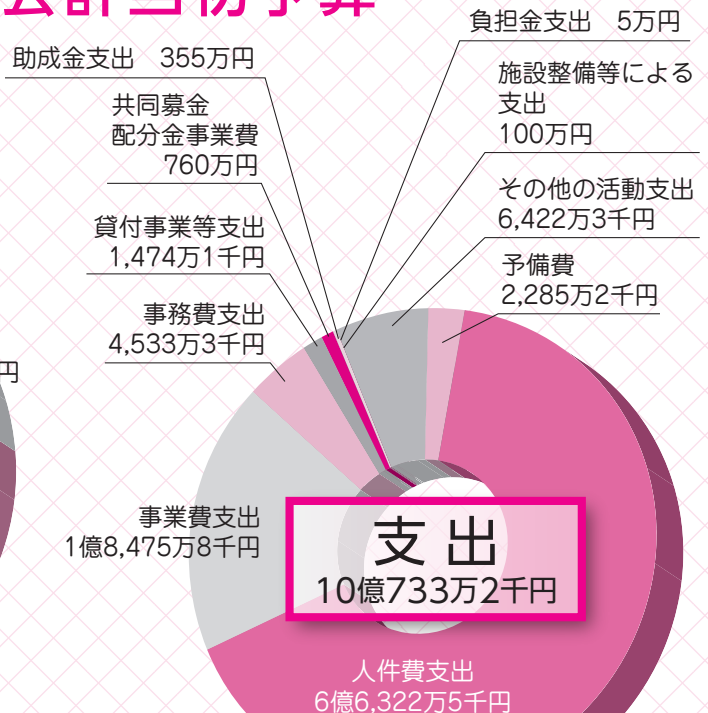 会計当初予算
負担金支出　5万円
助成金支出　355万円
施設整備等による
支出
100万円
共同募金
配分金事業費
760万円
その他の活動支出
6,422万3千円
貸付事業等支出
1,474万1千円
予備費
2,285万2千円
事務費支出
4,533万3千円
円
事業費支出
1億8,475万8千円
支出
10億733万2千円
人件費支出
6億6,322万5千円